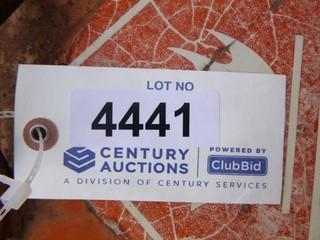 LOT NO
4441
CENTURY AUCTIONS
POWERED BY
ClubBid
A DIVISION OF CENTURY SERVICES